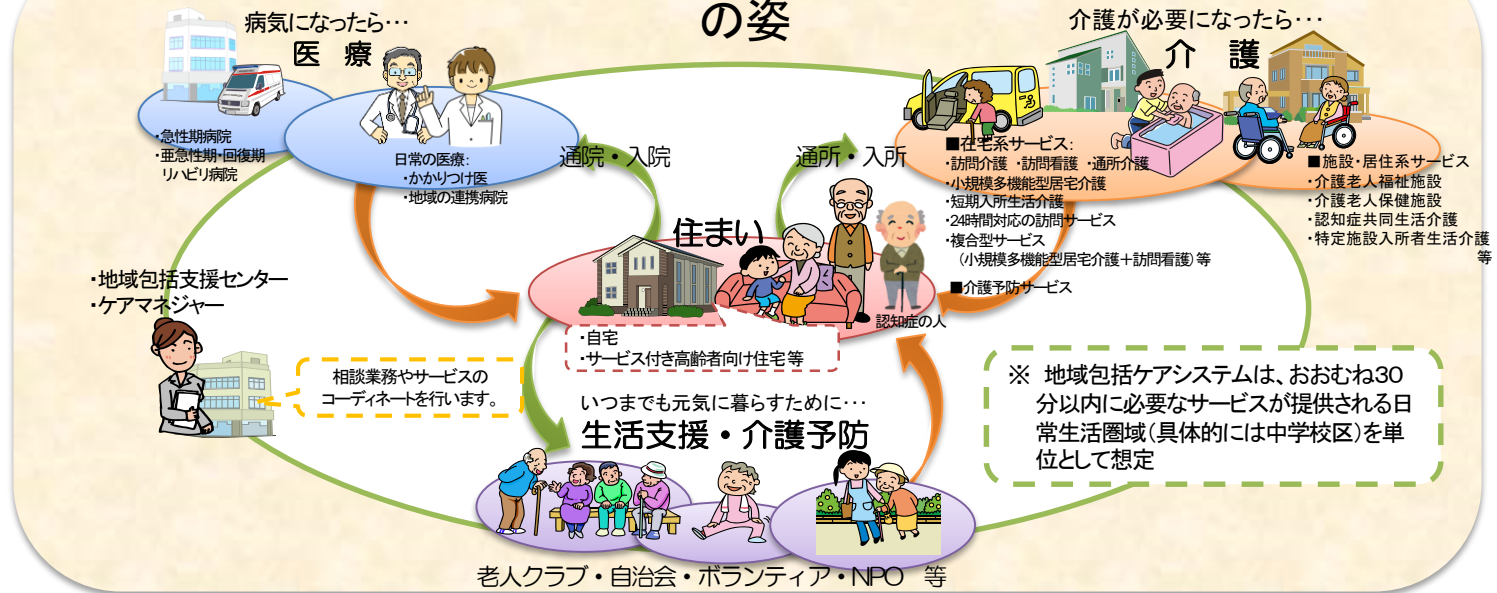 の姿
病気になったら･･･
医 療
・急性期病院
・亜急性期・回復期
リハビリ病院
日常の医療：
・かかりつけ医
・地域の連携病院
通院・入院
通所・入所
介護が必要になったら･･･
介 護
■在宅系サービス：
・訪問介護 ・訪問看護 ・通所介護
・小規模多機能型居宅介護
・短期入所生活介護
・24時間対応の訪問サービス
・複合型サービス
（小規模多機能型居宅介護＋訪問看護）等
■介護予防サービス
■施設・居住系サービス
・介護老人福祉施設
・介護老人保健施設
・認知症共同生活介護
・特定施設入所者生活介護
等
住まい
認知症の人
・自宅
・サービス付き高齢者向け住宅等
・地域包括支援センター
・ケアマネジャー
相談業務やサービスの
コーディネートを行います。
いつまでも元気に暮らすために･･･
生活支援・介護予防
老人クラブ・自治会・ボランティア・NPO 等
※ 地域包括ケアシステムは、おおむね３０
分以内に必要なサービスが提供される日
常生活圏域（具体的には中学校区）を単
位として想定